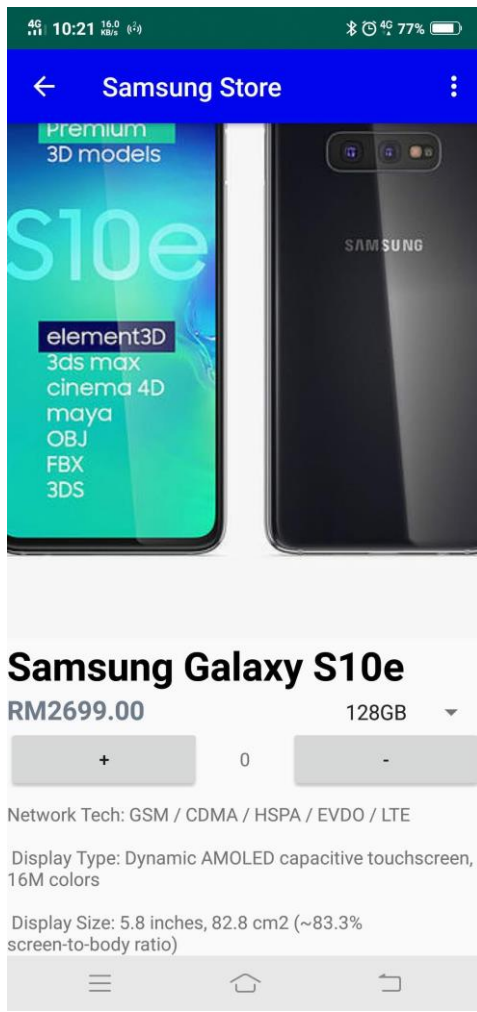 4G 10:21 16.0 KB/s 4G 77%
Samsung Store
Premium
3D models
S10e
SAMSUNG
element3D
3ds max
cinema 4D
maya
OBJ
FBX
3DS
Samsung Galaxy S10e
RM2699.00 128GB
+ 0 -
Network Tech: GSM / CDMA / HSPA / EVDO / LTE
Display Type: Dynamic AMOLED capacitive touchscreen,
16M colors
Display Size: 5.8 inches, 82.8 cm2 (~83.3%
screen-to-body ratio)